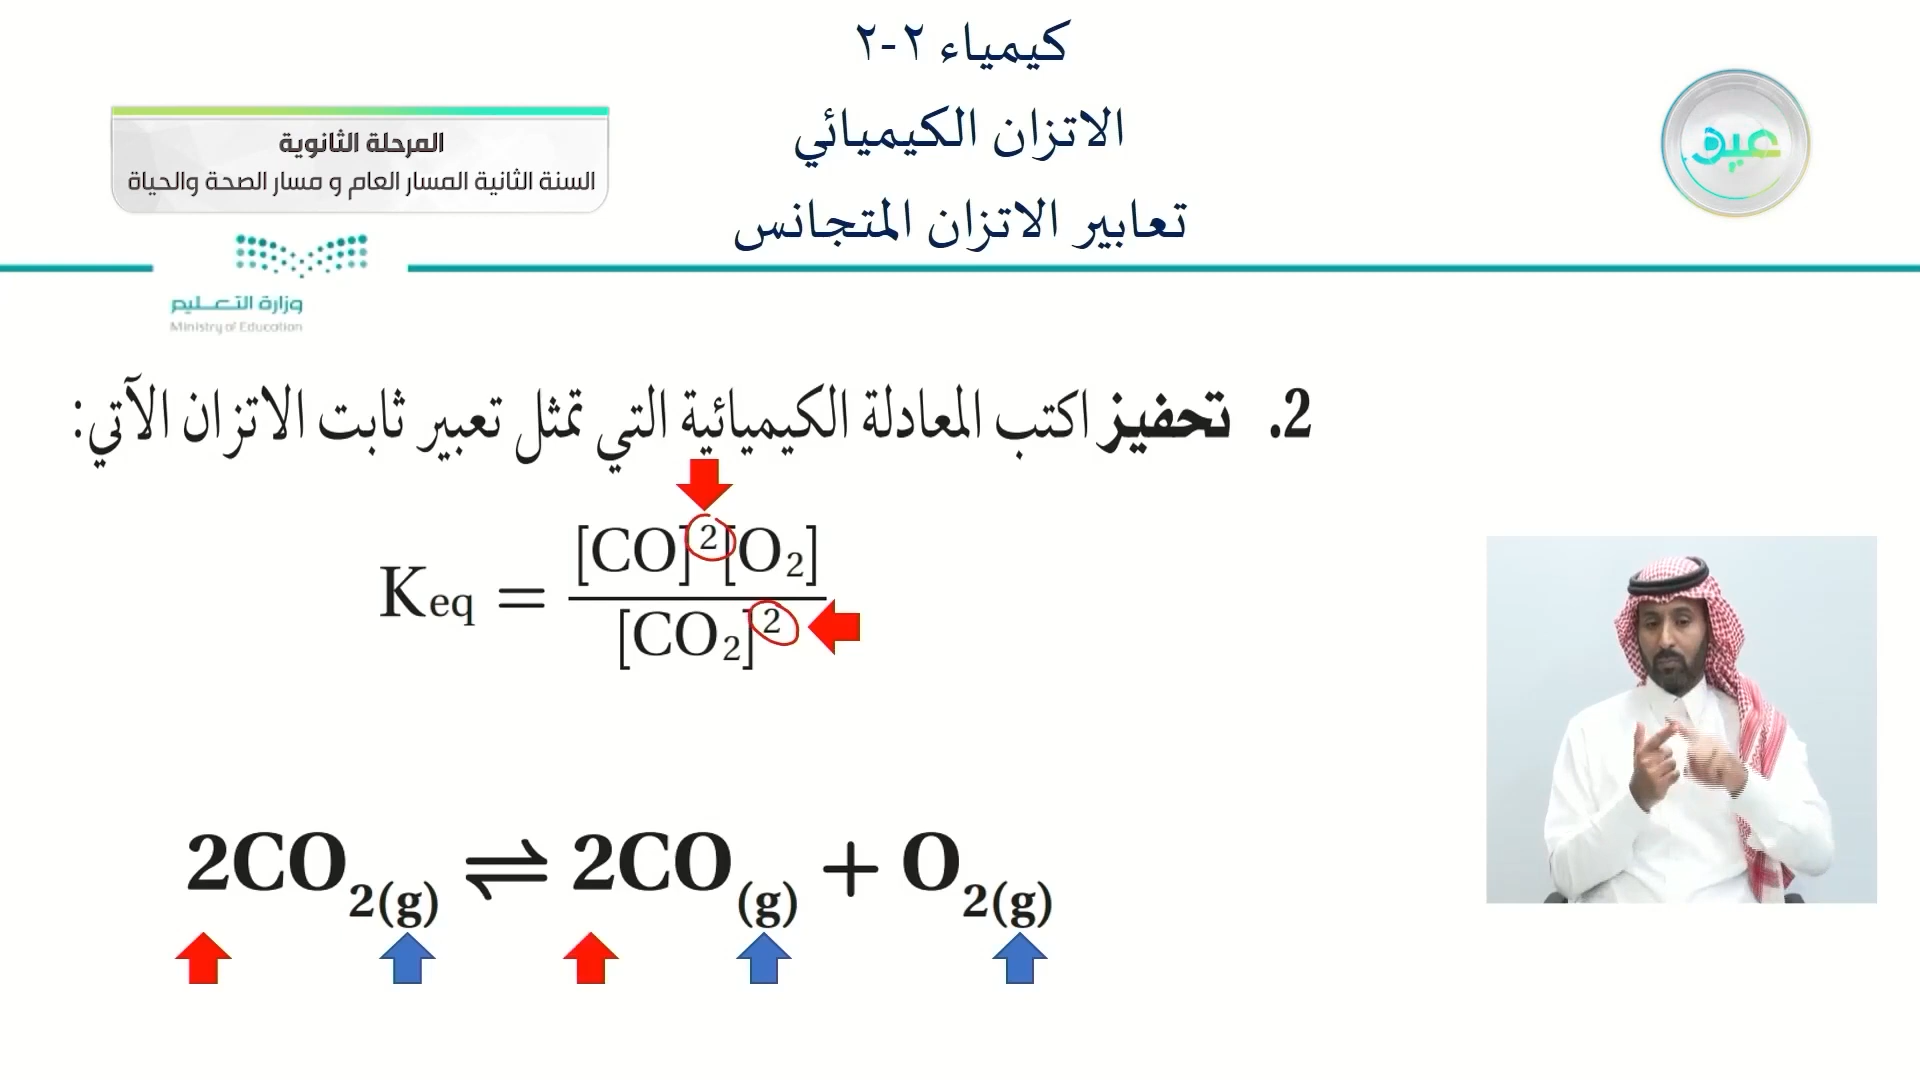 كيمياء ٢-٢
الاتزان الكيميائي
تعابير الاتزان المتجانس
عين
المرحلة الثانوية
السنة الثانية المسار العام و مسار الصحة والحياة
وزارة التعليم
Ministry of Education
2. تحفيز اكتب المعادلة الكيميائية التي تمثل تعبير ثابت الاتزان الآتي:
Keq = [CO]²[O₂] / [CO₂]²
2CO₂(g) ⇌ 2CO(g) + O₂(g)